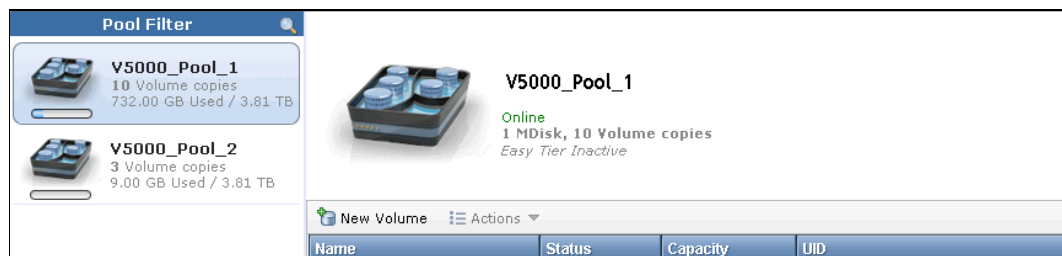 Pool Filter
V5000_Pool_1
10 Volume copies
732.00 GB Used / 3.81 TB
V5000_Pool_2
3 Volume copies
9.00 GB Used / 3.81 TB
V5000_Pool_1
Online
1 MDisk, 10 Volume copies
Easy Tier Inactive
New Volume Actions
Name Status Capacity UID